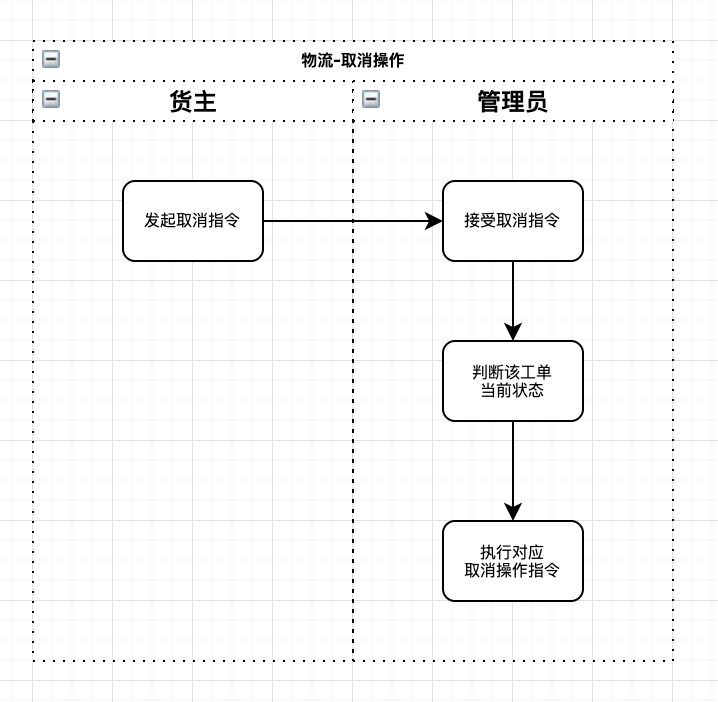 物流-取消操作
货主
管理员
发起取消指令
接受取消指令
判断该工单
当前状态
执行对应
取消操作指令